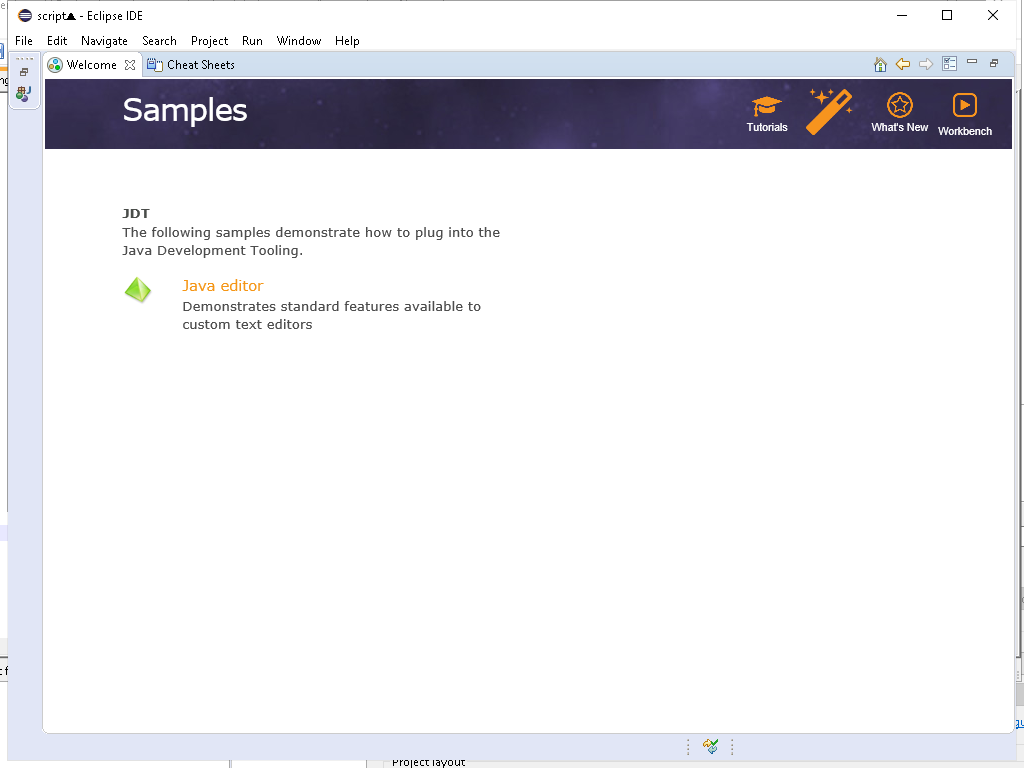 script▲ - Eclipse IDE
File Edit Navigate Search Project Run Window Help
Welcome Cheat Sheets
Samples
Tutorials What's New Workbench
JDT
The following samples demonstrate how to plug into the
Java Development Tooling.
Java editor
Demonstrates standard features available to
custom text editors
Project layout